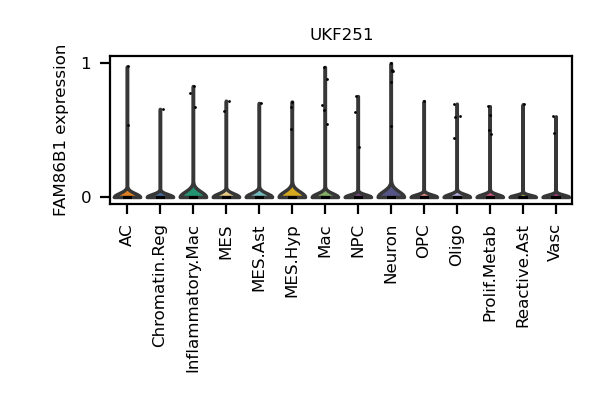 UKF251
FAM86B1 expression
1
0
AC
Chromatin.Reg
Inflammatory.Mac
MES
MES.Ast
MES.Hyp
Mac
NPC
Neuron
OPC
Oligo
Prolif.Metab
Reactive.Ast
Vasc